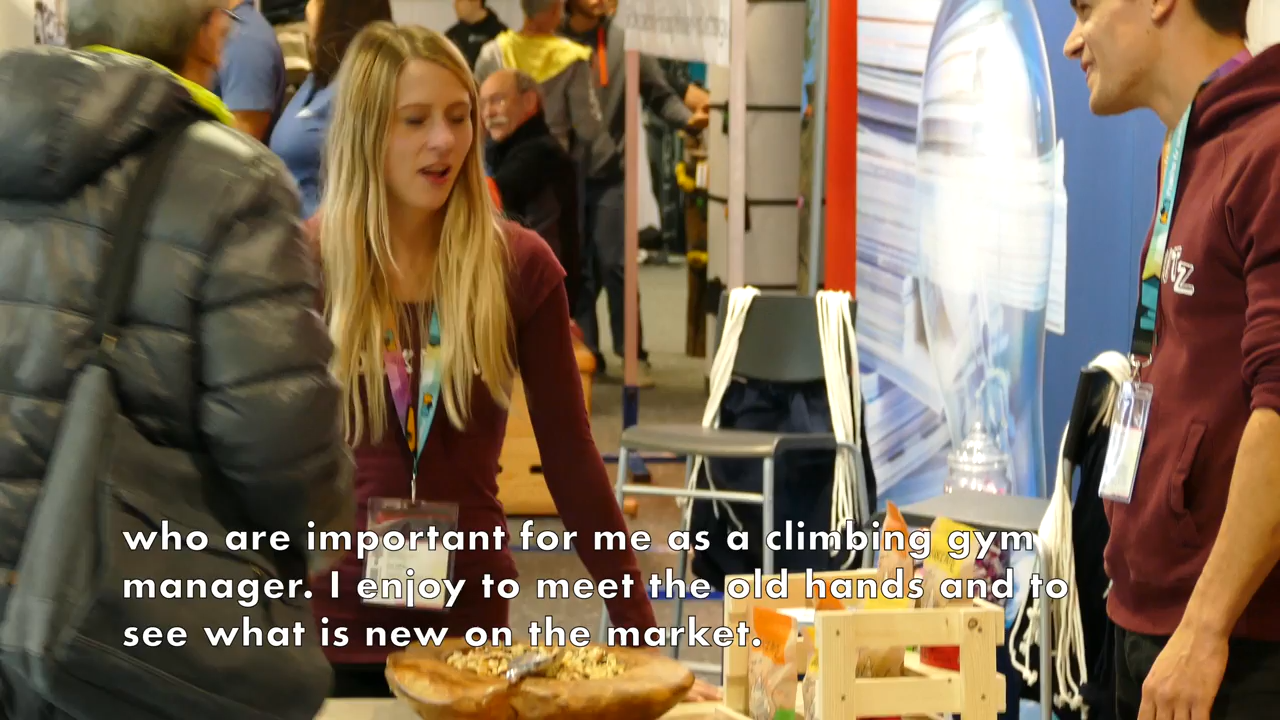 who are important for me as a climbing gym
manager. I enjoy to meet the old hands and to
see what is new on the market.